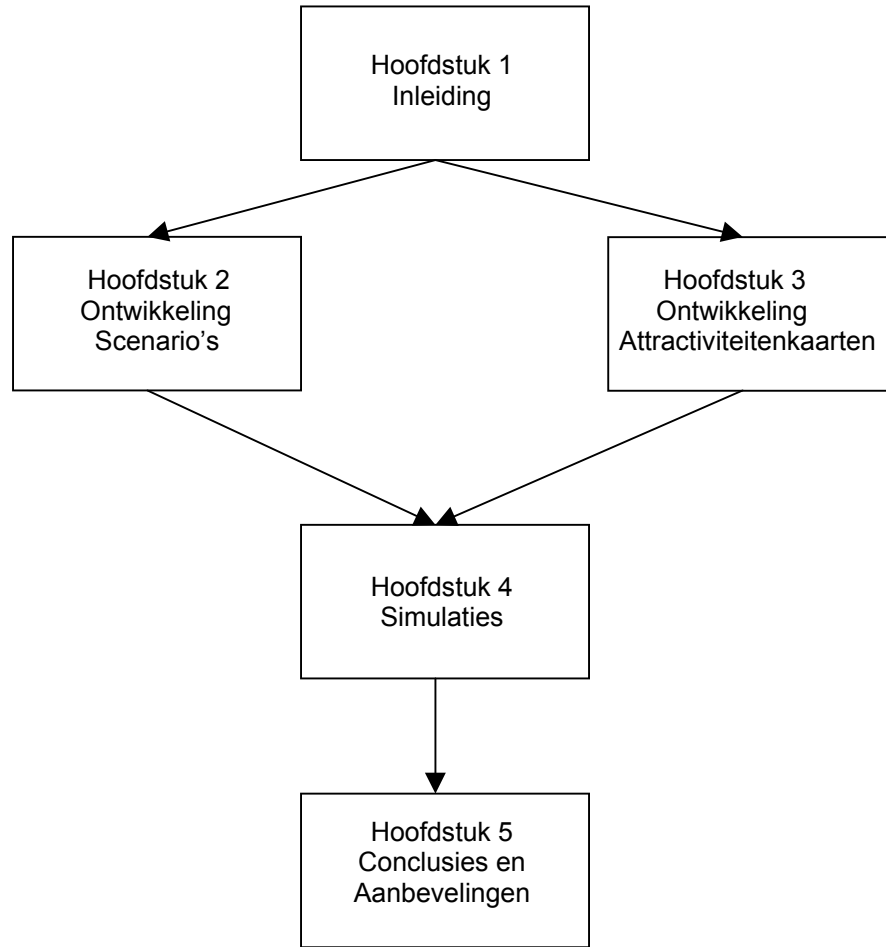 Hoofdstuk 1
Inleiding
Hoofdstuk 2
Ontwikkeling
Scenario’s
Hoofdstuk 3
Ontwikkeling
Attractiviteitenkaarten
Hoofdstuk 4
Simulaties
Hoofdstuk 5
Conclusies en
Aanbevelingen